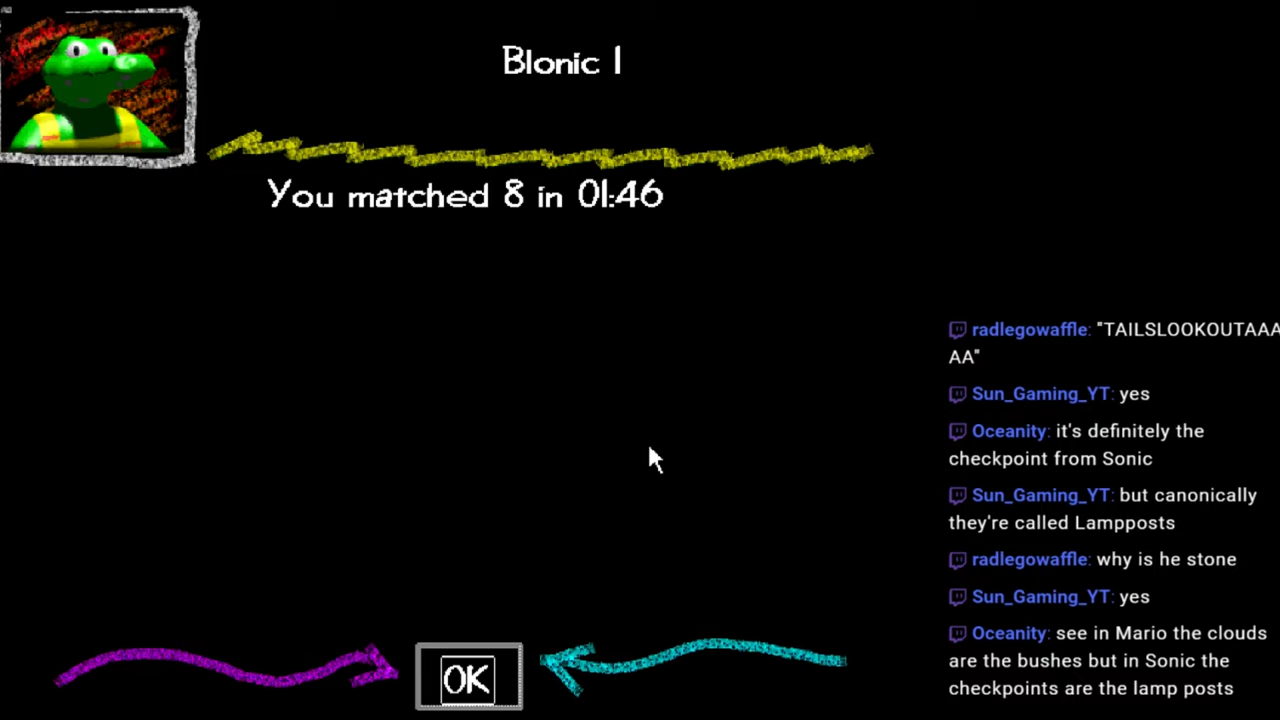 Blonic 1
You matched 8 in 01:46
radlegowaffle: "TAILSLOOKOUTAAA
AA"
Sun_Gaming_YT: yes
Oceanity: it's definitely the
checkpoint from Sonic
Sun_Gaming_YT: but canonically
they're called Lampposts
radlegowaffle: why is he stone
Sun_Gaming_YT: yes
Oceanity: see in Mario the clouds
are the bushes but in Sonic the
checkpoints are the lamp posts
OK